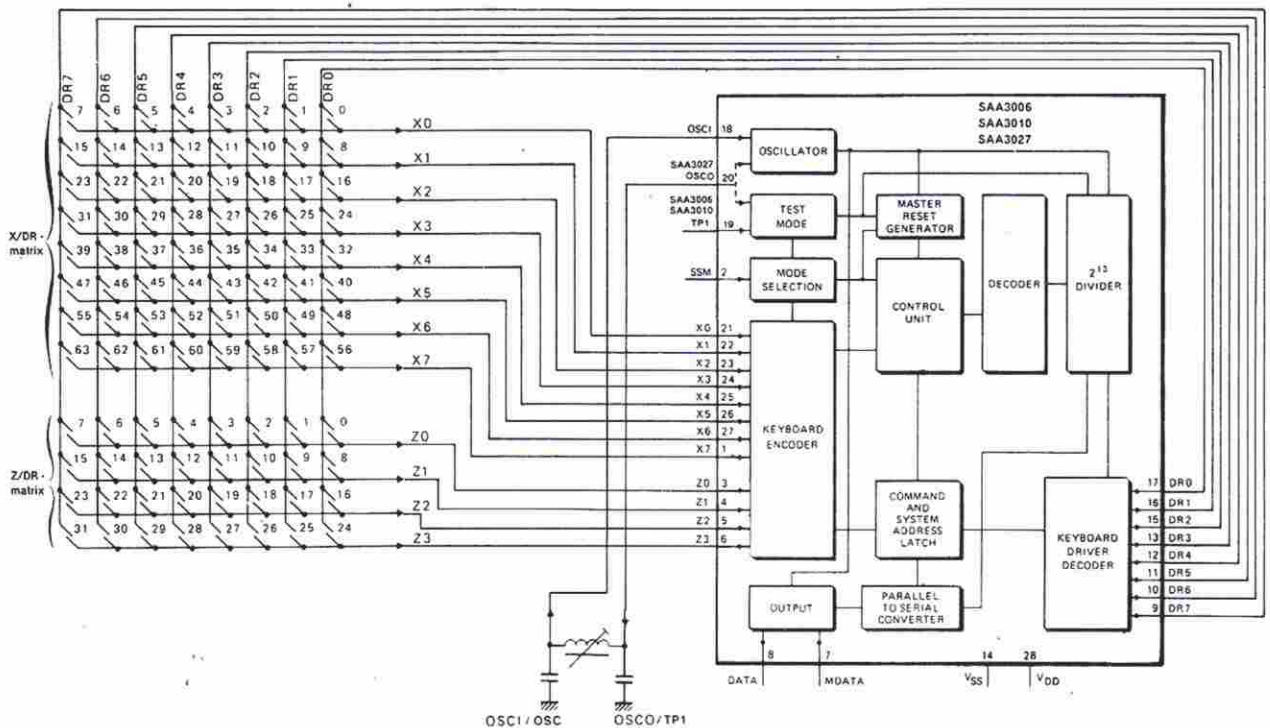 DR7 DR6 DR5 DR4 DR3 DR2 DR1 DR0
7 6 5 4 3 2 1 0
X0
15 14 13 12 11 10 9 8
X1
23 22 21 20 19 18 17 16
X2
31 30 29 28 27 26 25 24
X3
X/DR-
matrix
39 38 37 36 35 34 33 32
X4
47 46 45 44 43 42 41 40
X5
55 54 53 52 51 50 49 48
X6
63 62 61 60 59 58 57 56
X7
7 6 5 4 3 2 1 0
Z0
15 14 13 12 11 10 9 8
Z1
Z/DR-
matrix
23 22 21 20 19 18 17 16
Z2
31 30 29 28 27 26 25 24
Z3
OSCI/OSC
OSCO/TP1
SAA3006
SAA3010
SAA3027
OSCI 18
OSCILLATOR
SAA3027
OSCO 20
SAA3006
SAA3010
TP1 19
TEST
MODE
MASTER
RESET
GENERATOR
SSM 2
MODE
SELECTION
CONTROL
UNIT
DECODER
2¹³
DIVIDER
X0 21
X1 22
X2 23
X3 24
X4 25
X5 26
X6 27
X7 1
KEYBOARD
ENCODER
Z0 3
Z1 4
Z2 5
Z3 6
COMMAND
AND
SYSTEM
ADDRESS
LATCH
KEYBOARD
DRIVER
DECODER
17 DR0
16 DR1
15 DR2
13 DR3
12 DR4
11 DR5
10 DR6
9 DR7
OUTPUT
PARALLEL
TO SERIAL
CONVERTER
8 7 14 28
DATA MDATA VSS VDD